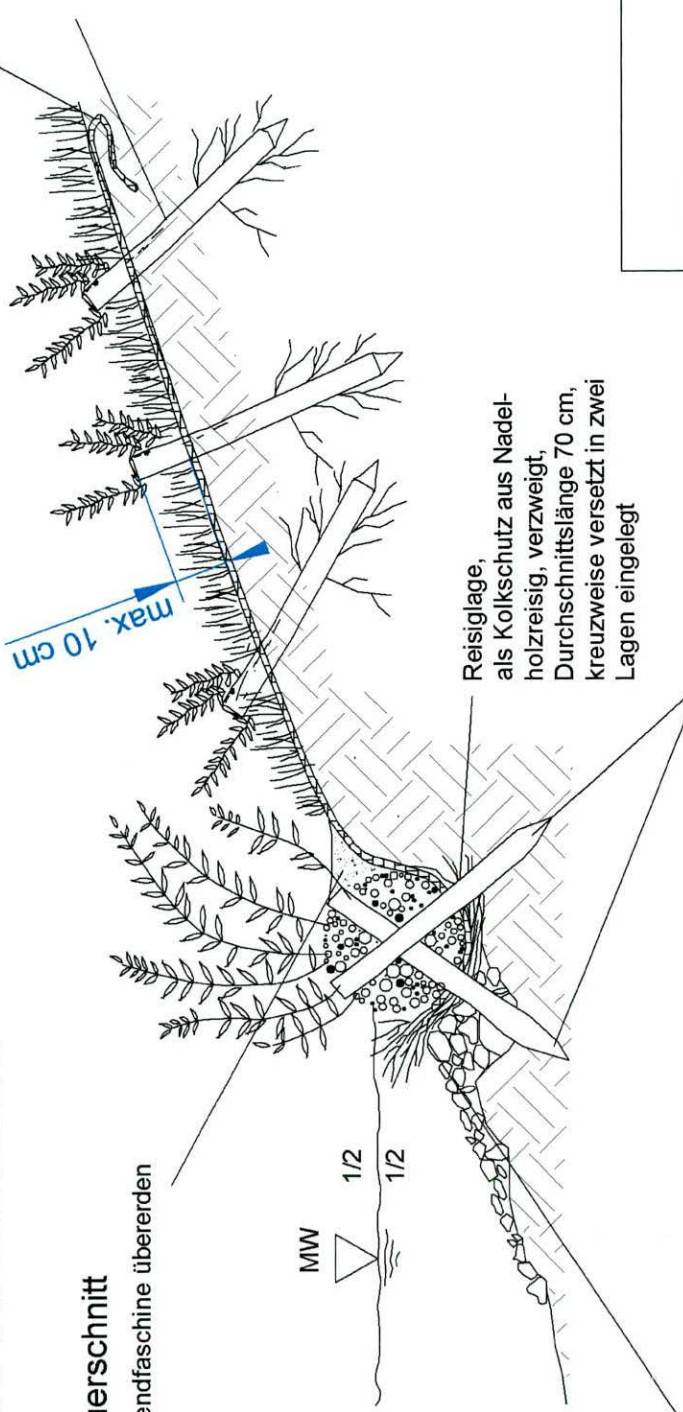 max. 10 cm
uerschnitt
endfaschine übererden
MW
1/2
1/2
Reisiglage,
als Kolkschutz aus Nadel-
holzreisig, verzweigt,
Durchschnittslänge 70 cm,
kreuzweise versetzt in zwei
Lagen eingelegt